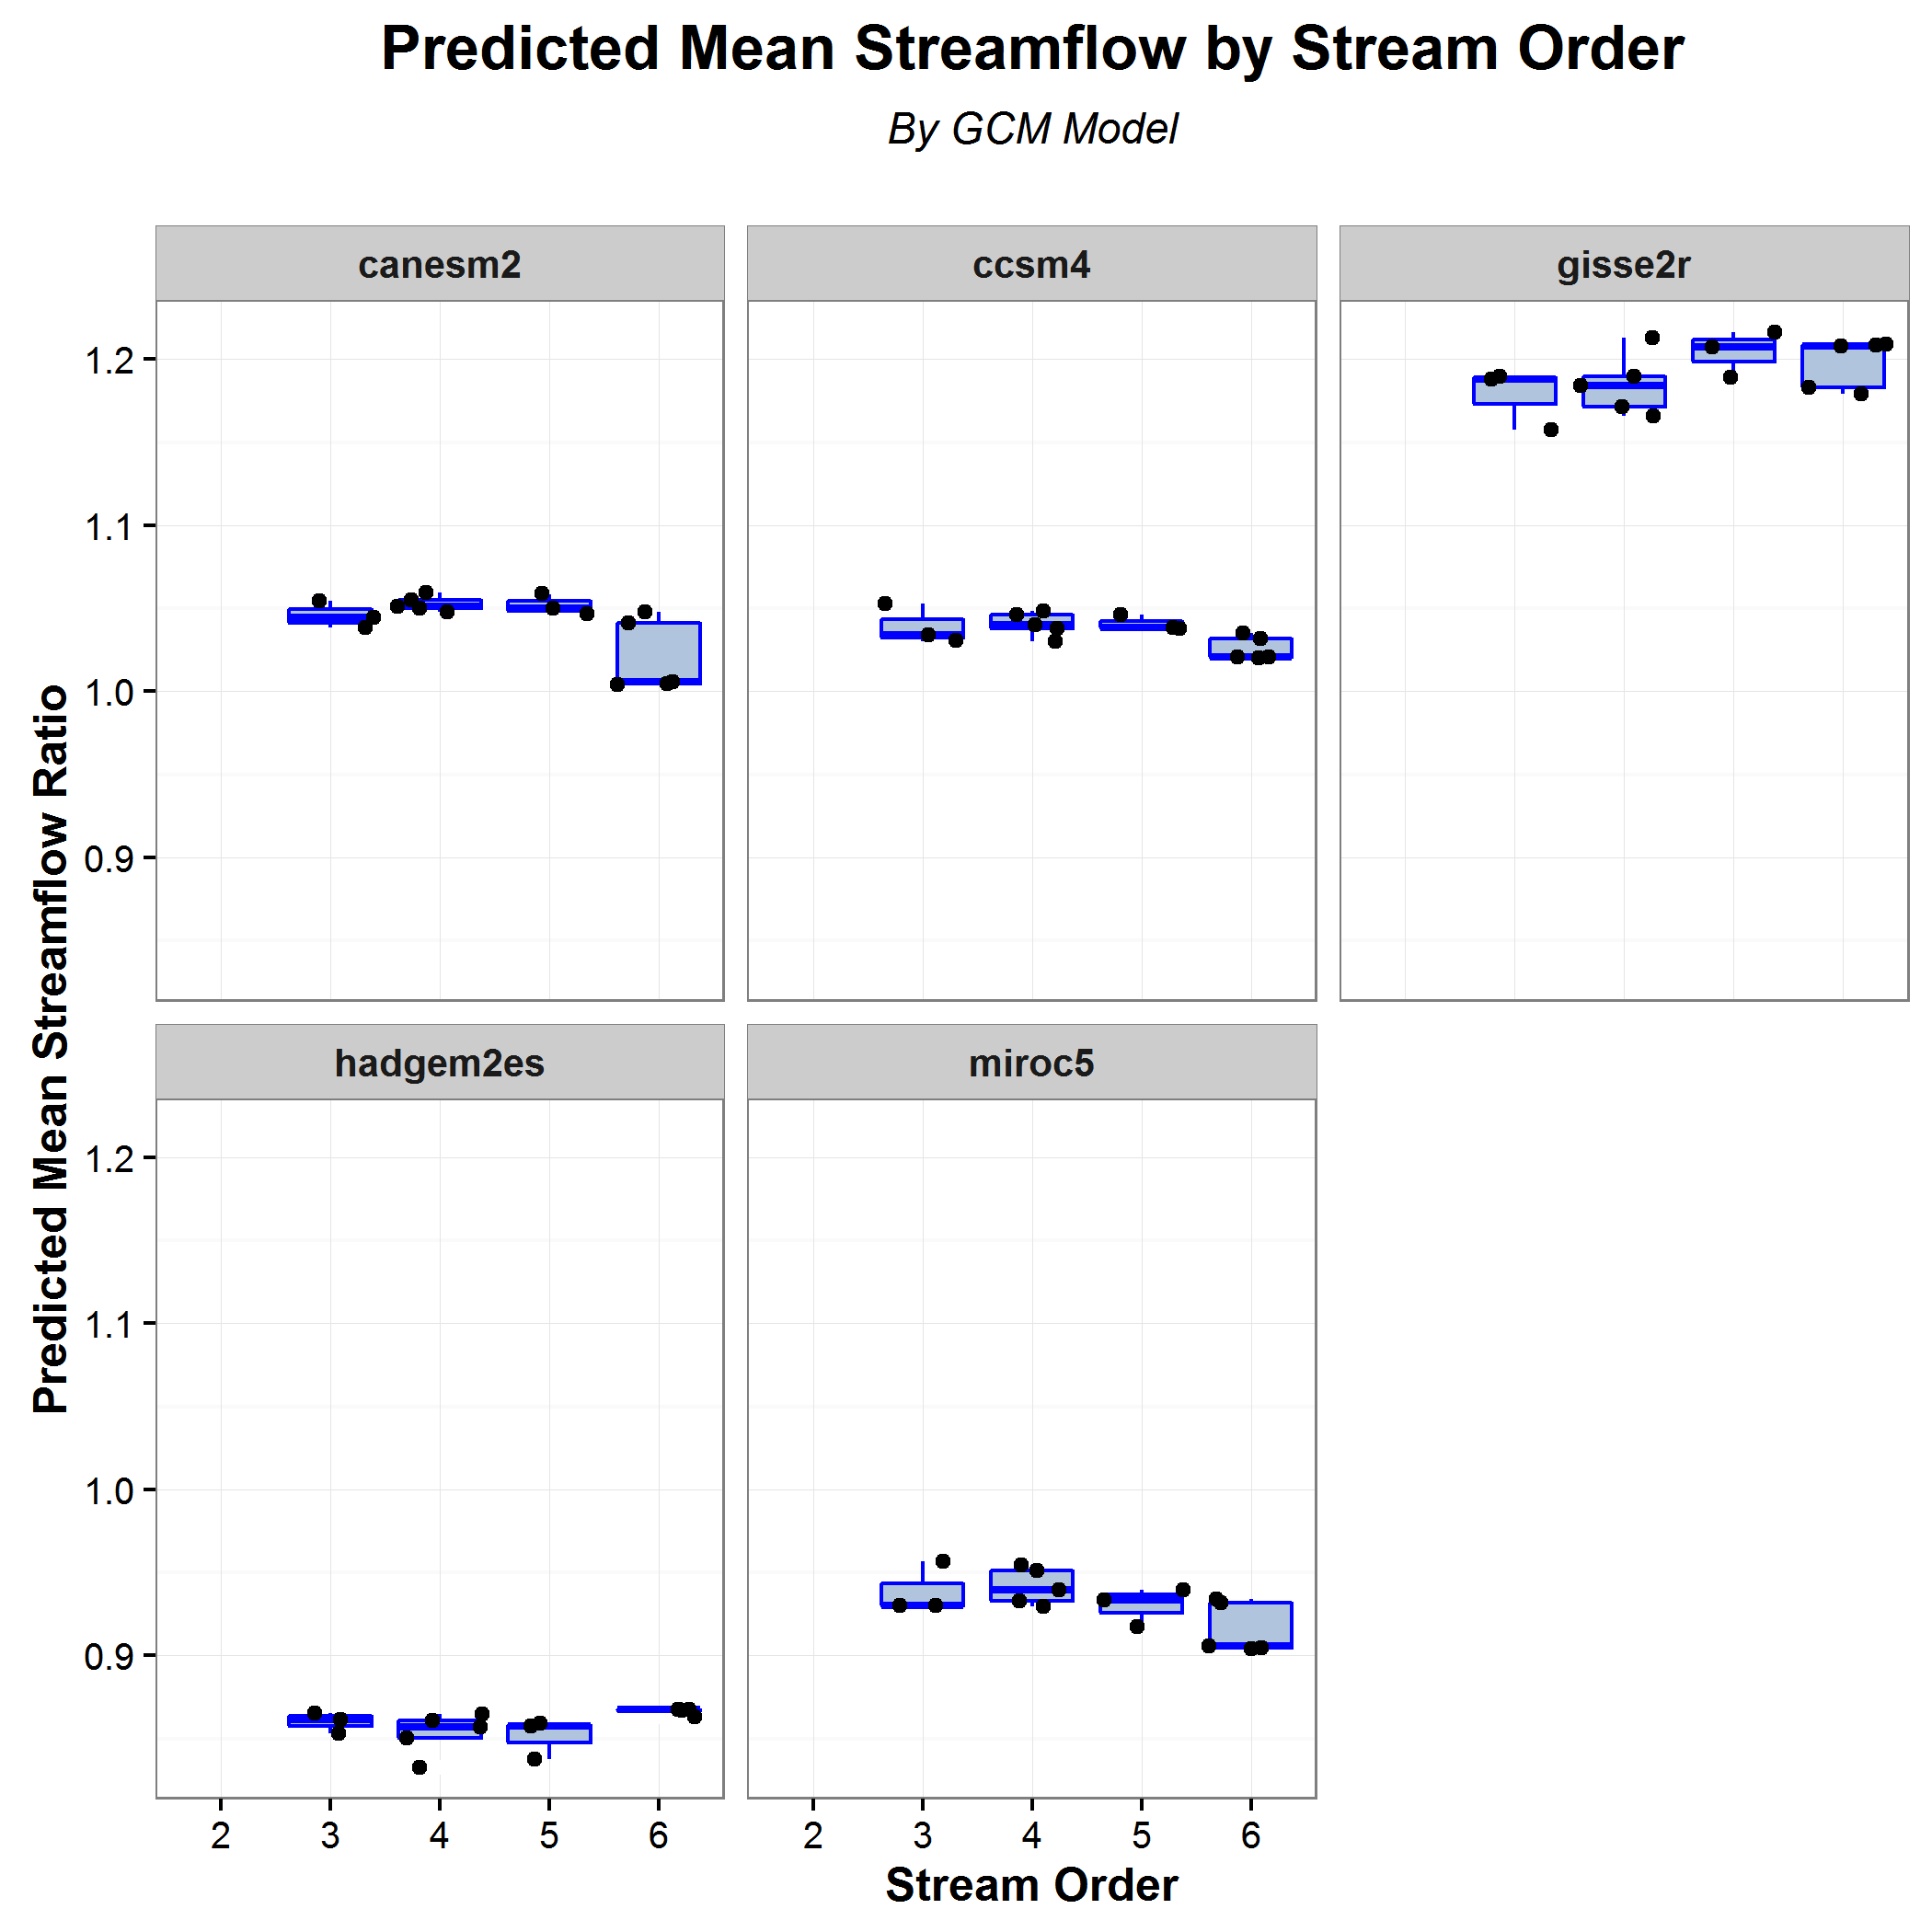 Predicted Mean Streamflow by Stream Order
By GCM Model
canesm2
ccsm4
gisse2r
1.2
1.1
1.0
0.9
Predicted Mean Streamflow Ratio
hadgem2es
miroc5
1.2
1.1
1.0
0.9
2 3 4 5 6
2 3 4 5 6
Stream Order